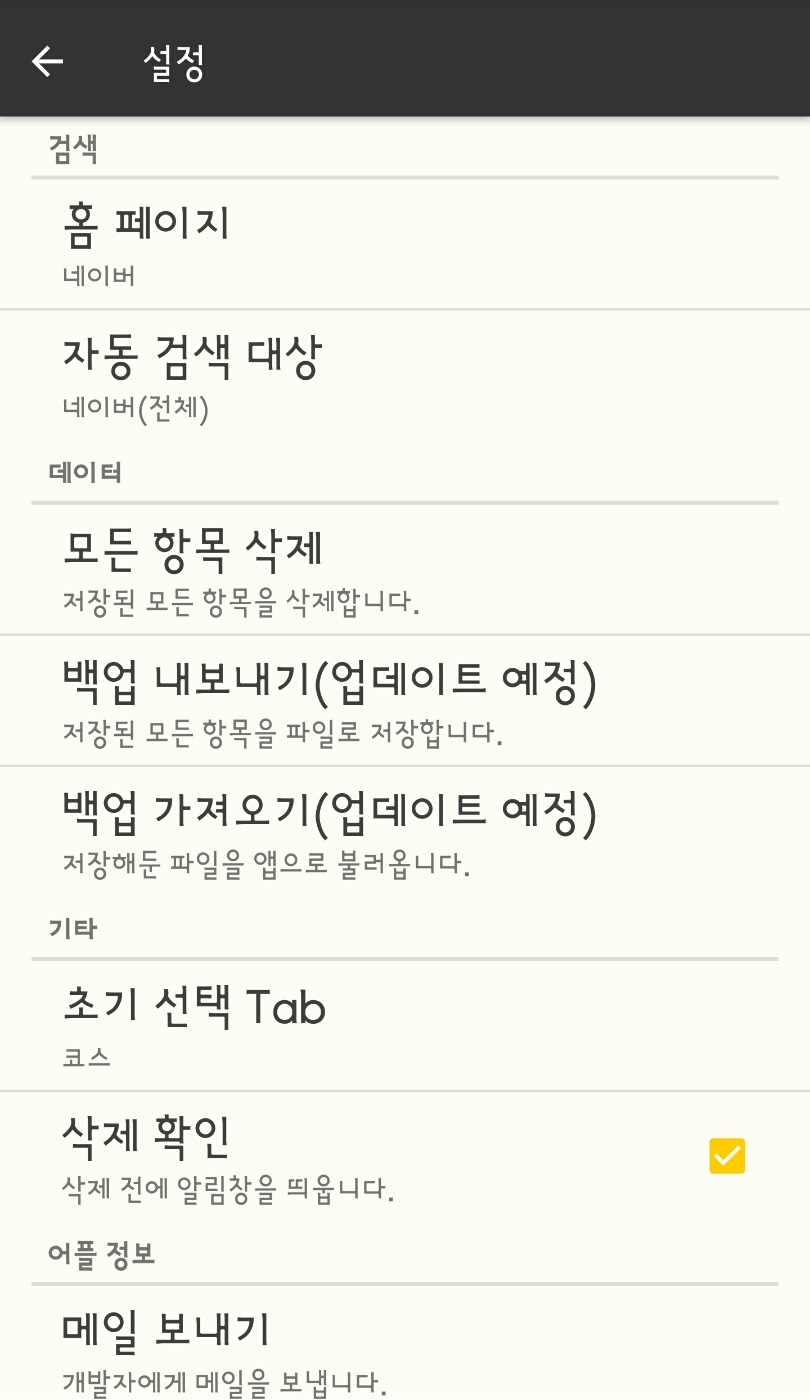 설정
검색
홈 페이지
네이버
자동 검색 대상
네이버(전체)
데이터
모든 항목 삭제
저장된 모든 항목을 삭제합니다.
백업 내보내기(업데이트 예정)
저장된 모든 항목을 파일로 저장합니다.
백업 가져오기(업데이트 예정)
저장해둔 파일을 앱으로 불러옵니다.
기타
초기 선택 Tab
코스
삭제 확인
삭제 전에 알림창을 띄웁니다.
어플 정보
메일 보내기
개발자에게 메일을 보냅니다.